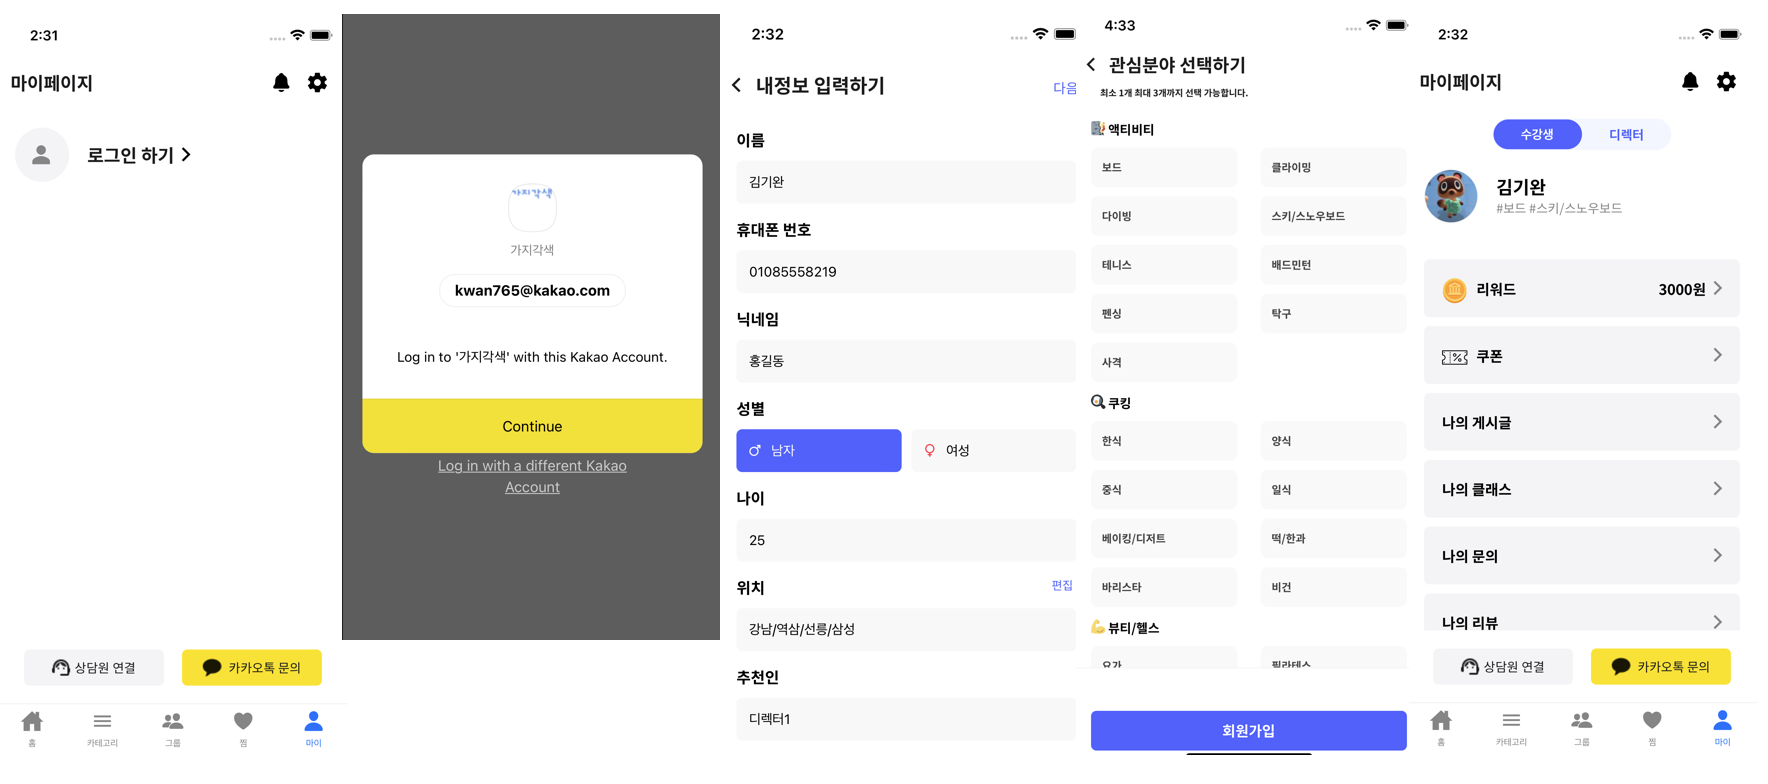 2:31
마이페이지
로그인 하기
상담원 연결
카카오톡 문의
홈
카테고리
그룹
찜
마이
가지각색
가지각색
kwan765@kakao.com
Log in to '가지각색' with this Kakao Account.
Continue
Log in with a different Kakao
Account
2:32
내정보 입력하기
다음
이름
김기완
휴대폰 번호
01085558219
닉네임
홍길동
성별
남자
여성
나이
25
위치
편집
강남/역삼/선릉/삼성
추천인
디렉터1
4:33
관심분야 선택하기
최소 1개 최대 3개까지 선택 가능합니다.
액티비티
보드
클라이밍
다이빙
스키/스노우보드
테니스
배드민턴
펜싱
탁구
사격
쿠킹
한식
양식
중식
일식
베이킹/디저트
떡/한과
바리스타
비건
뷰티/헬스
요가
필라테스
회원가입
2:32
마이페이지
수강생
디렉터
김기완
#보드 #스키/스노우보드
리워드
3000원
쿠폰
나의 게시글
나의 클래스
나의 문의
나의 리뷰
상담원 연결
카카오톡 문의
홈
카테고리
그룹
찜
마이